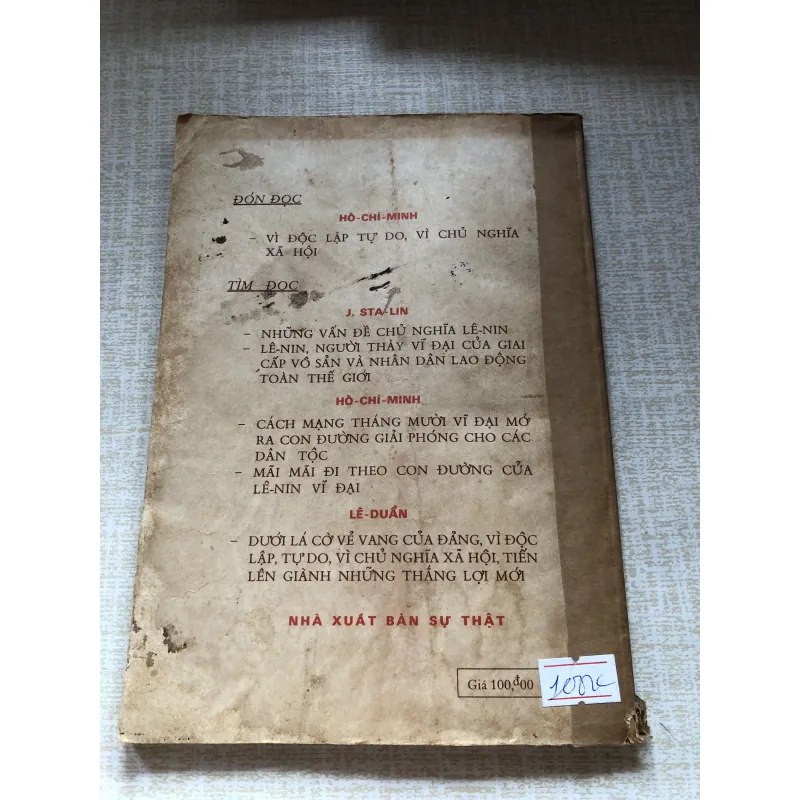 ĐÓN ĐỌC
HỒ-CHÍ-MINH
- VÌ ĐỘC LẬP TỰ DO, VÌ CHỦ NGHĨA
XÃ HỘI
TÌM ĐỌC
J. STA-LIN
- NHỮNG VẤN ĐỀ CHỦ NGHĨA LÊ-NIN
- LÊ-NIN, NGƯỜI THẦY VĨ ĐẠI CỦA GIAI
CẤP VÔ SẢN VÀ NHÂN DÂN LAO ĐỘNG
TOÀN THẾ GIỚI
HỒ-CHÍ-MINH
- CÁCH MẠNG THÁNG MƯỜI VĨ ĐẠI MỞ
RA CON ĐƯỜNG GIẢI PHÓNG CHO CÁC
DÂN TỘC
- MÃI MÃI ĐI THEO CON ĐƯỜNG CỦA
LÊ-NIN VĨ ĐẠI
LÊ-DUẨN
- DƯỚI LÁ CỜ VẺ VANG CỦA ĐẢNG, VÌ ĐỘC
LẬP, TỰ DO, VÌ CHỦ NGHĨA XÃ HỘI, TIẾN
LÊN GIÀNH NHỮNG THẮNG LỢI MỚI
NHÀ XUẤT BẢN SỰ THẬT
Giá 100,đ00